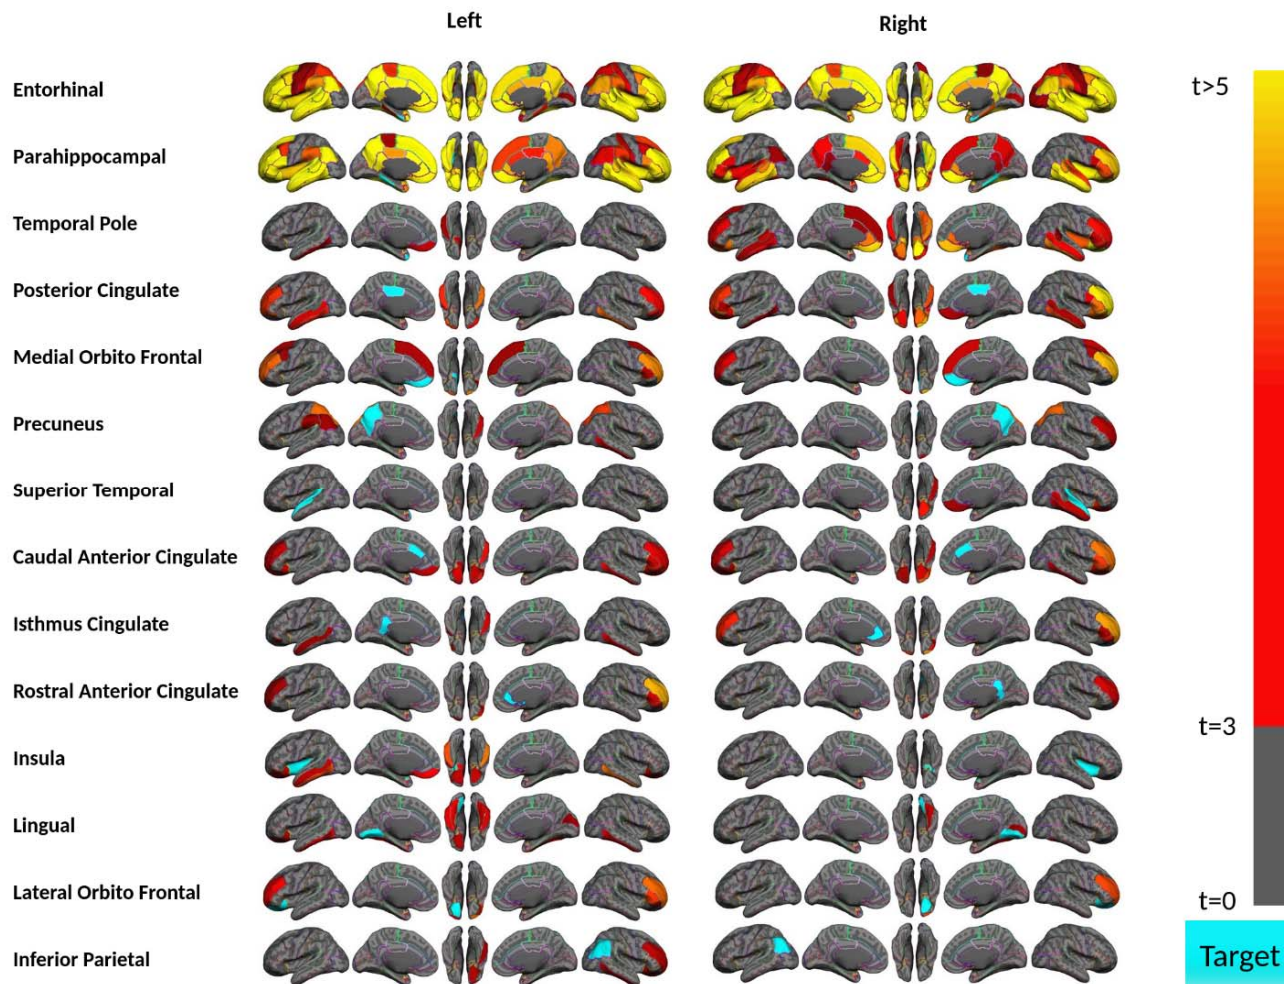 Left
Right
Entorhinal
Parahippocampal
Temporal Pole
Posterior Cingulate
Medial Orbito Frontal
Precuneus
Superior Temporal
Caudal Anterior Cingulate
Isthmus Cingulate
Rostral Anterior Cingulate
Insula
Lingual
Lateral Orbito Frontal
Inferior Parietal
t>5
t=3
t=0
Target